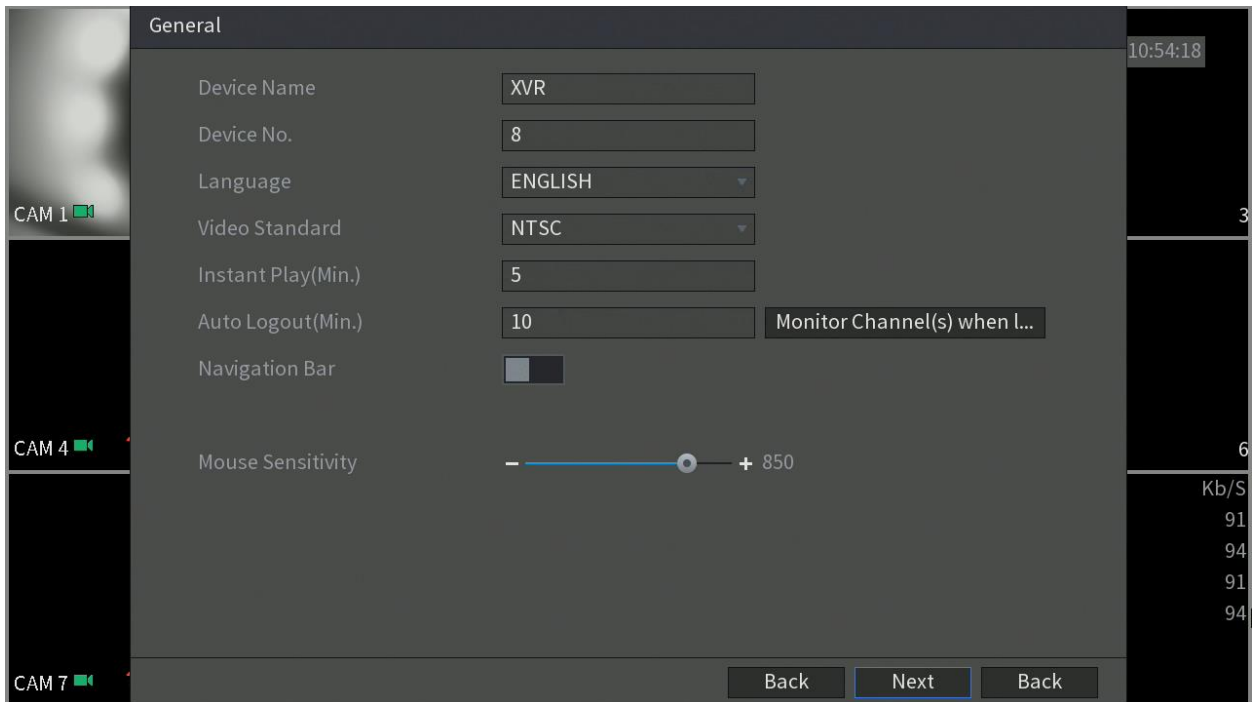 General
10:54:18
Device Name XVR
Device No. 8
Language ENGLISH
CAM 1
3
Video Standard NTSC
Instant Play(Min.) 5
Auto Logout(Min.) 10 Monitor Channel(s) when l...
Navigation Bar
CAM 4
6
Mouse Sensitivity - + 850
Kb/S
91
94
91
94
CAM 7
Back Next Back